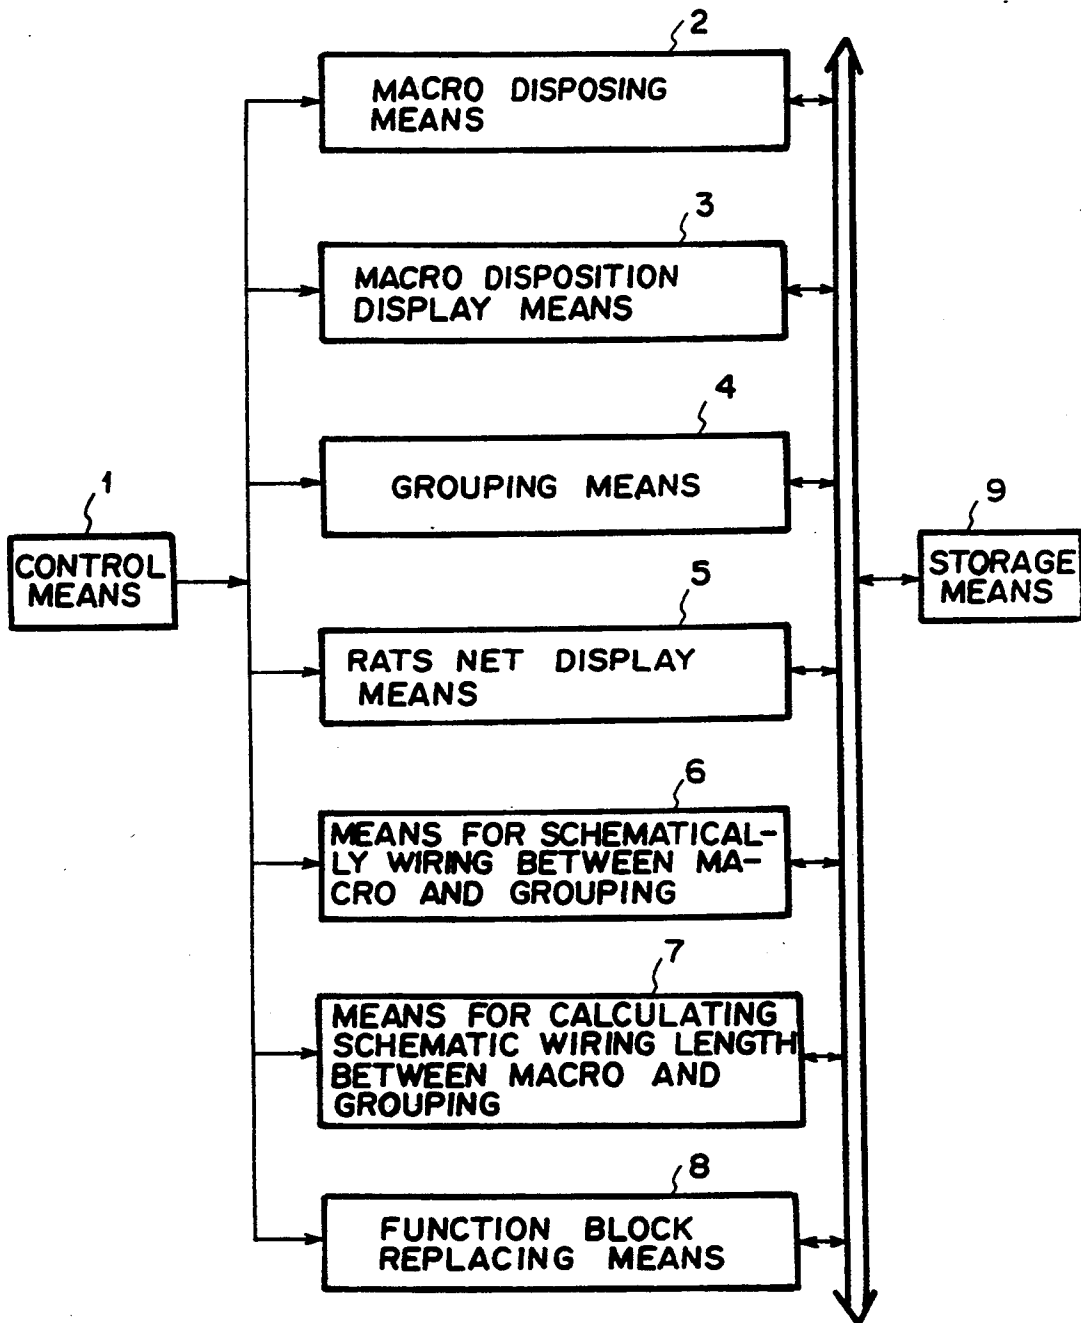 2
MACRO DISPOSING
MEANS
3
MACRO DISPOSITION
DISPLAY MEANS
4
GROUPING MEANS
1
CONTROL
MEANS
9
STORAGE
MEANS
5
RATS NET DISPLAY
MEANS
6
MEANS FOR SCHEMATICAL-
LY WIRING BETWEEN MA-
CRO AND GROUPING
7
MEANS FOR CALCULATING
SCHEMATIC WIRING LENGTH
BETWEEN MACRO AND
GROUPING
8
FUNCTION BLOCK
REPLACING MEANS